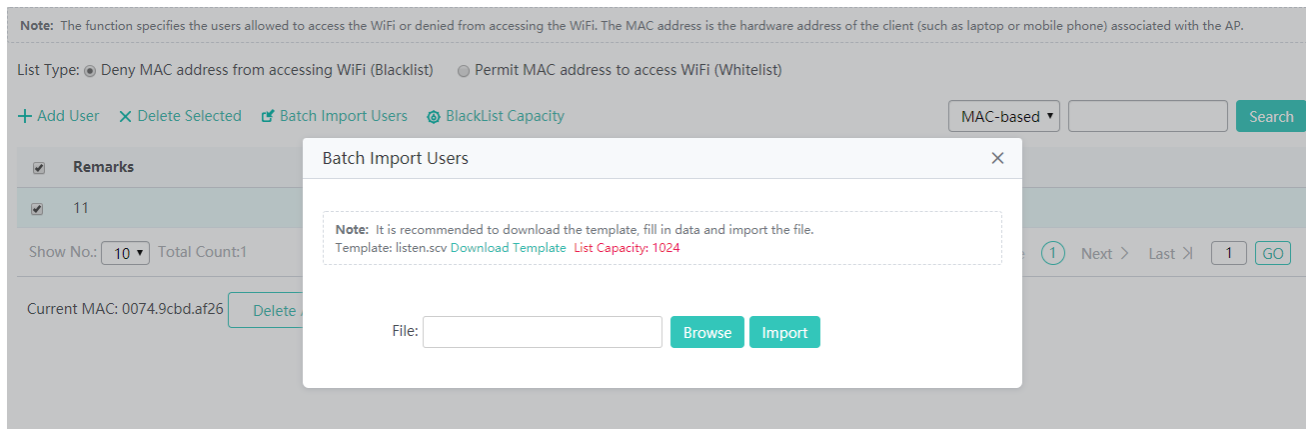 Note: The function specifies the users allowed to access the WiFi or denied from accessing the WiFi. The MAC address is the hardware address of the client (such as laptop or mobile phone) associated with the AP.
List Type: Deny MAC address from accessing WiFi (Blacklist) Permit MAC address to access WiFi (Whitelist)
Add User Delete Selected Batch Import Users BlackList Capacity MAC-based Search
Batch Import Users
Remarks
11
Note: It is recommended to download the template, fill in data and import the file.
Template: listen.scv Download Template List Capacity: 1024
Show No.: 10 Total Count:1 1 Next Last 1 GO
Current MAC: 0074.9cbd.af26 Delete
File: Browse Import